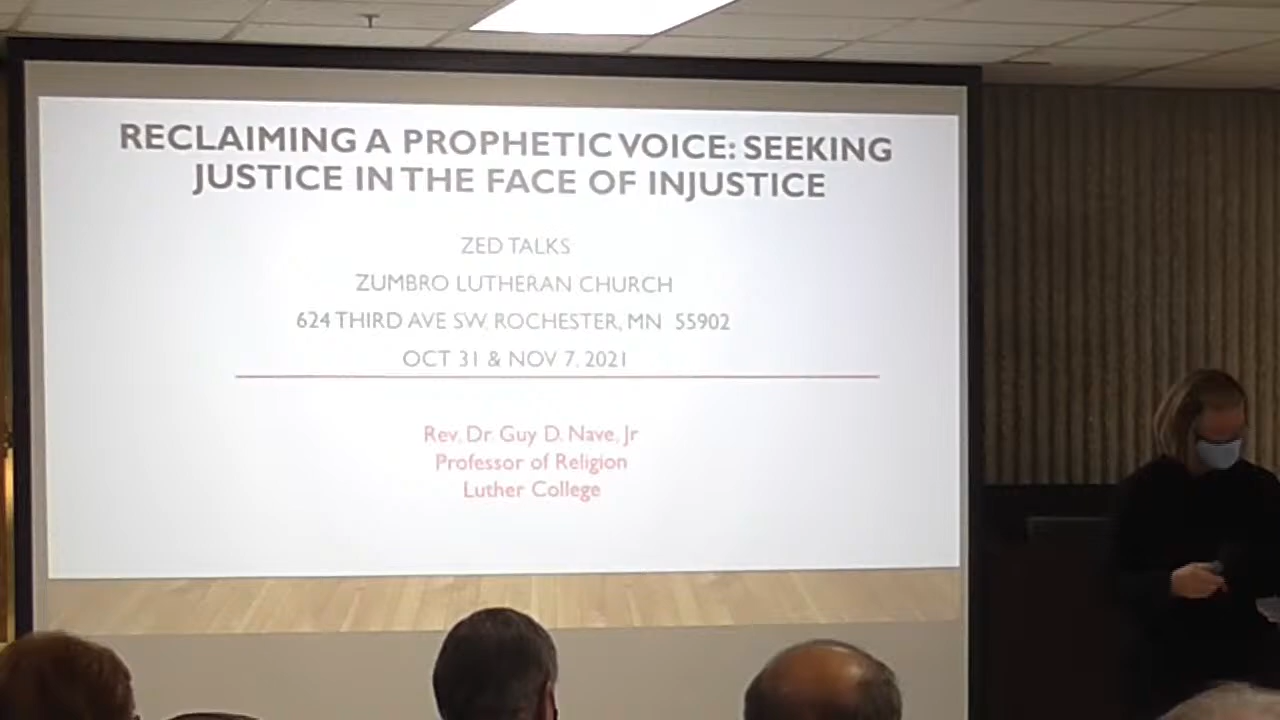 RECLAIMING A PROPHETIC VOICE: SEEKING
JUSTICE IN THE FACE OF INJUSTICE
ZED TALKS
ZUMBRO LUTHERAN CHURCH
624 THIRD AVE SW, ROCHESTER, MN 55902
OCT 31 & NOV 7, 2021
Rev. Dr. Guy D. Nave, Jr
Professor of Religion
Luther College